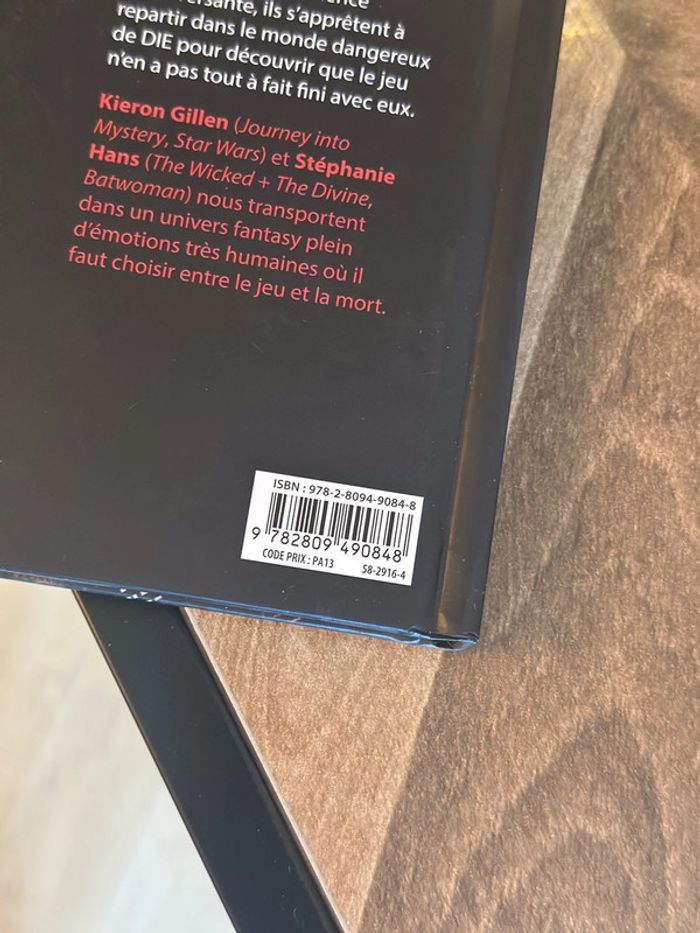 ils s'apprêtent à
repartir dans le monde dangereux
de DIE pour découvrir que le jeu
n'en a pas tout à fait fini avec eux.
Kieron Gillen (Journey into
Mystery, Star Wars) et Stéphanie
Hans (The Wicked + The Divine,
Batwoman) nous transportent
dans un univers fantasy plein
d'émotions très humaines où il
faut choisir entre le jeu et la mort.
ISBN : 978-2-8094-9084-8
9 782809 490848
CODE PRIX : PA13
58-2916-4